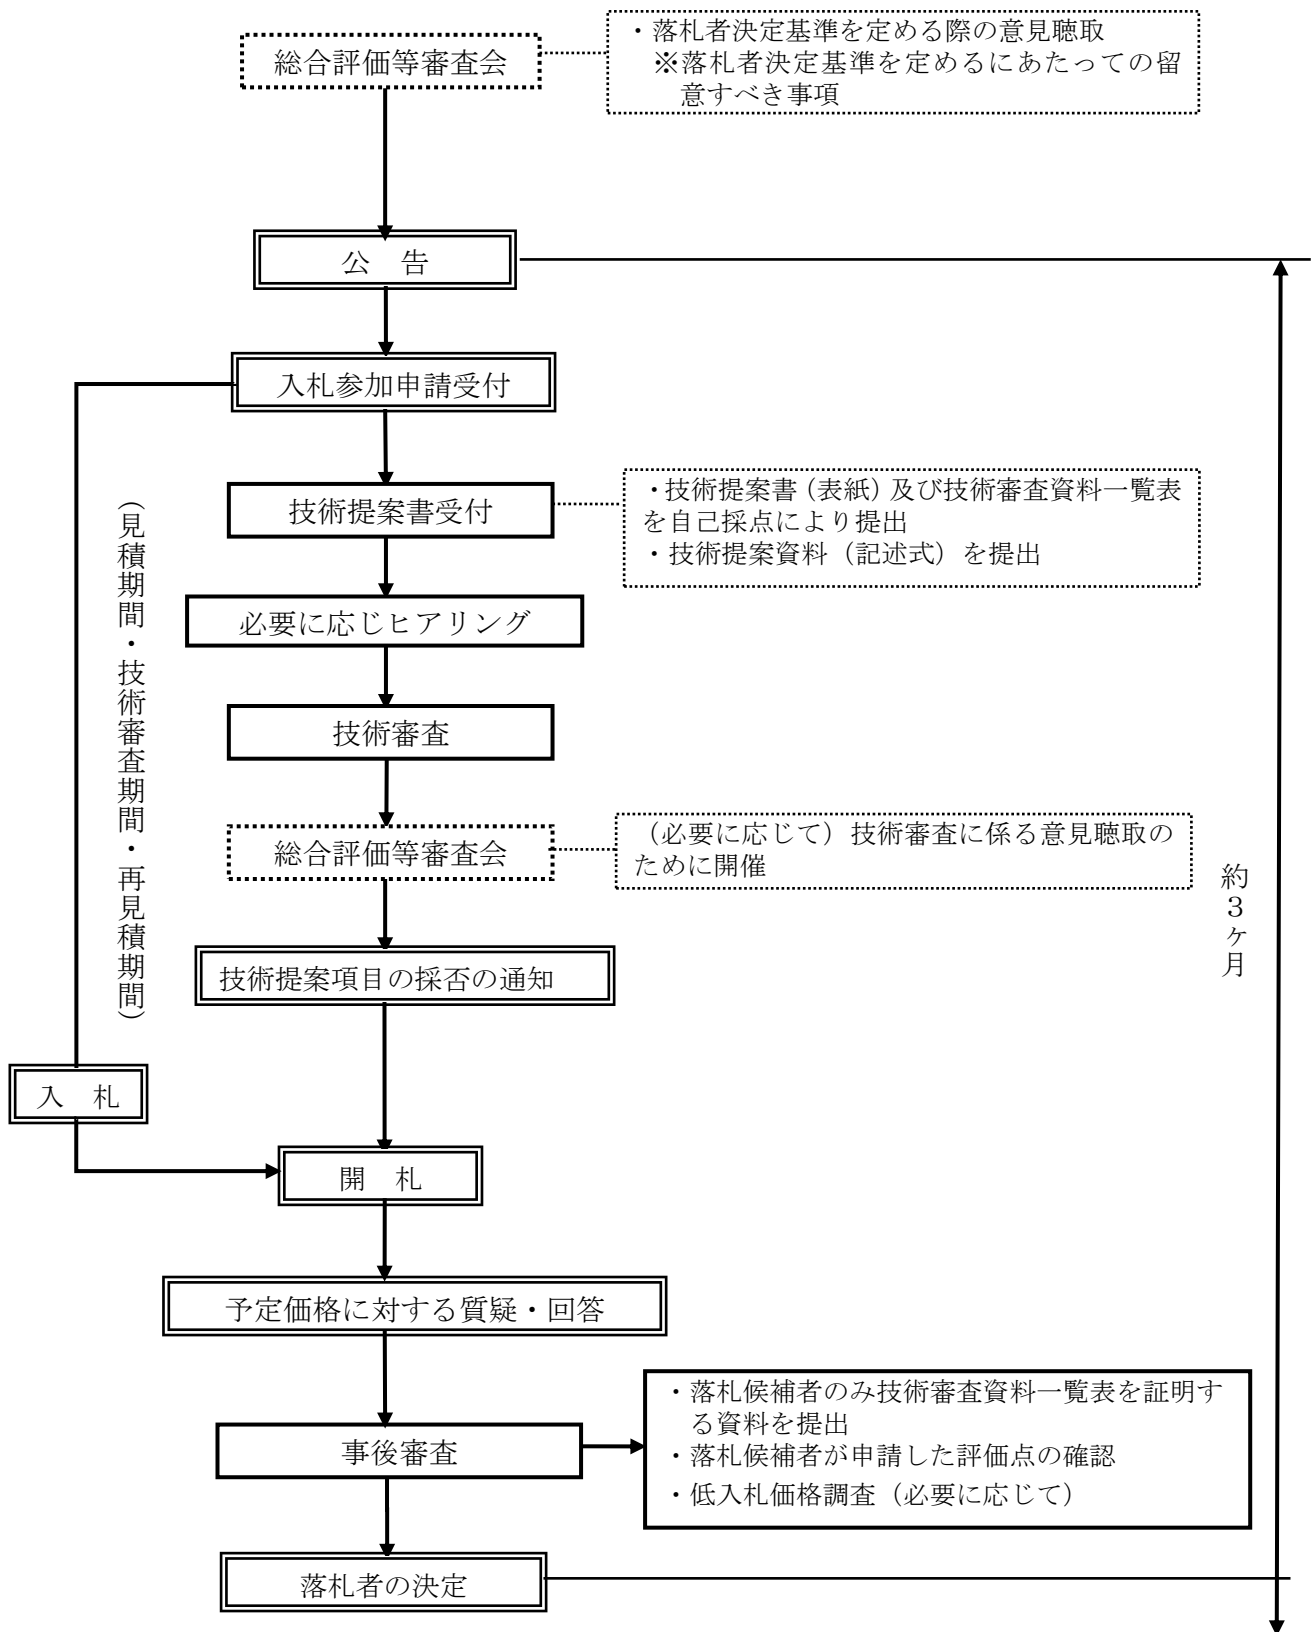 総合評価等審査会
・落札者決定基準を定める際の意見聴取
※落札者決定基準を定めるにあたっての留
意すべき事項
公　告
入札参加申請受付
技術提案書受付
・技術提案書（表紙）及び技術審査資料一覧表
を自己採点により提出
・技術提案資料（記述式）を提出
（見積期間・技術審査期間・再見積期間）
必要に応じヒアリング
技術審査
総合評価等審査会
（必要に応じて）技術審査に係る意見聴取の
ために開催
約３ヶ月
技術提案項目の採否の通知
入　札
開　札
予定価格に対する質疑・回答
事後審査
・落札候補者のみ技術審査資料一覧表を証明す
る資料を提出
・落札候補者が申請した評価点の確認
・低入札価格調査（必要に応じて）
落札者の決定